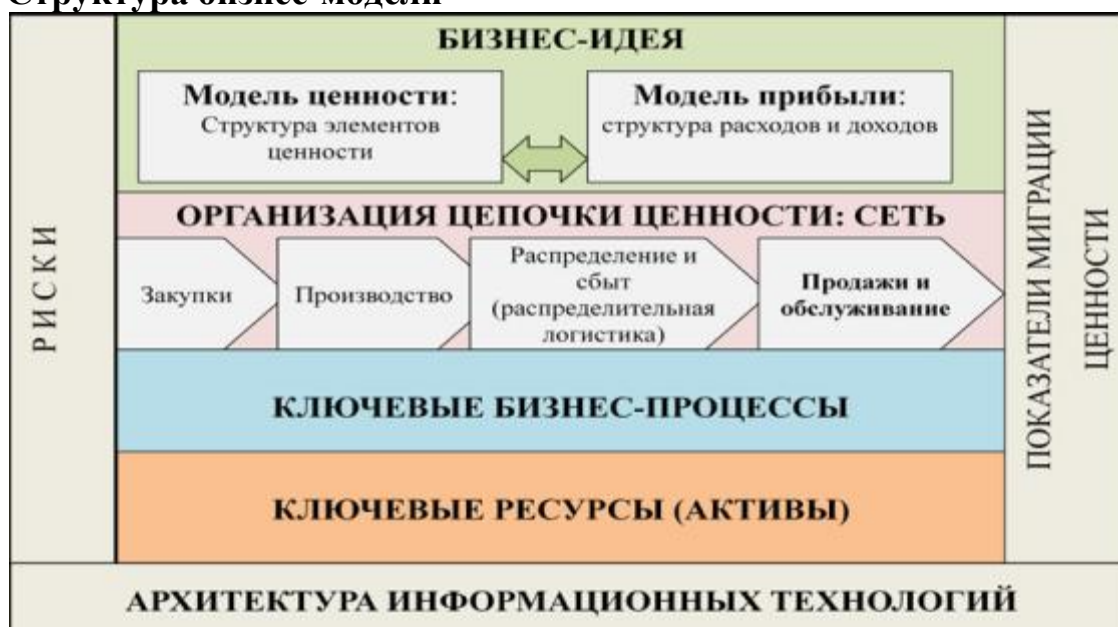 Структура бизнес-модели
БИЗНЕС-ИДЕЯ
Модель ценности:
Структура элементов
ценности
Модель прибыли:
структура расходов и доходов
ОРГАНИЗАЦИЯ ЦЕПОЧКИ ЦЕННОСТИ: СЕТЬ
Закупки
Производство
Распределение и
сбыт
(распределительная
логистика)
Продажи и
обслуживание
КЛЮЧЕВЫЕ БИЗНЕС-ПРОЦЕССЫ
КЛЮЧЕВЫЕ РЕСУРСЫ (АКТИВЫ)
РИСКИ
ПОКАЗАТЕЛИ МИГРАЦИИ
ЦЕННОСТИ
АРХИТЕКТУРА ИНФОРМАЦИОННЫХ ТЕХНОЛОГИЙ